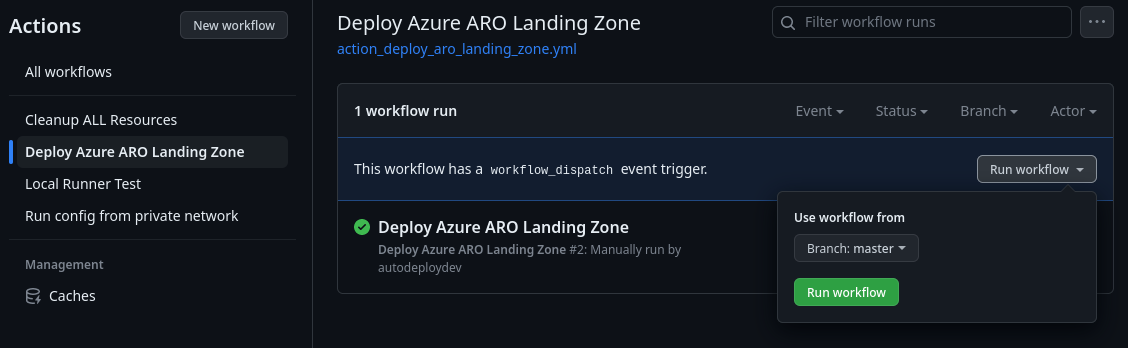 Actions
New workflow
All workflows
Cleanup ALL Resources
Deploy Azure ARO Landing Zone
Local Runner Test
Run config from private network
Management
Caches
Deploy Azure ARO Landing Zone
action_deploy_aro_landing_zone.yml
Filter workflow runs
1 workflow run
Event
Status
Branch
Actor
This workflow has a workflow_dispatch event trigger.
Run workflow
Deploy Azure ARO Landing Zone
Deploy Azure ARO Landing Zone #2: Manually run by
autodeploydev
Use workflow from
Branch: master
Run workflow